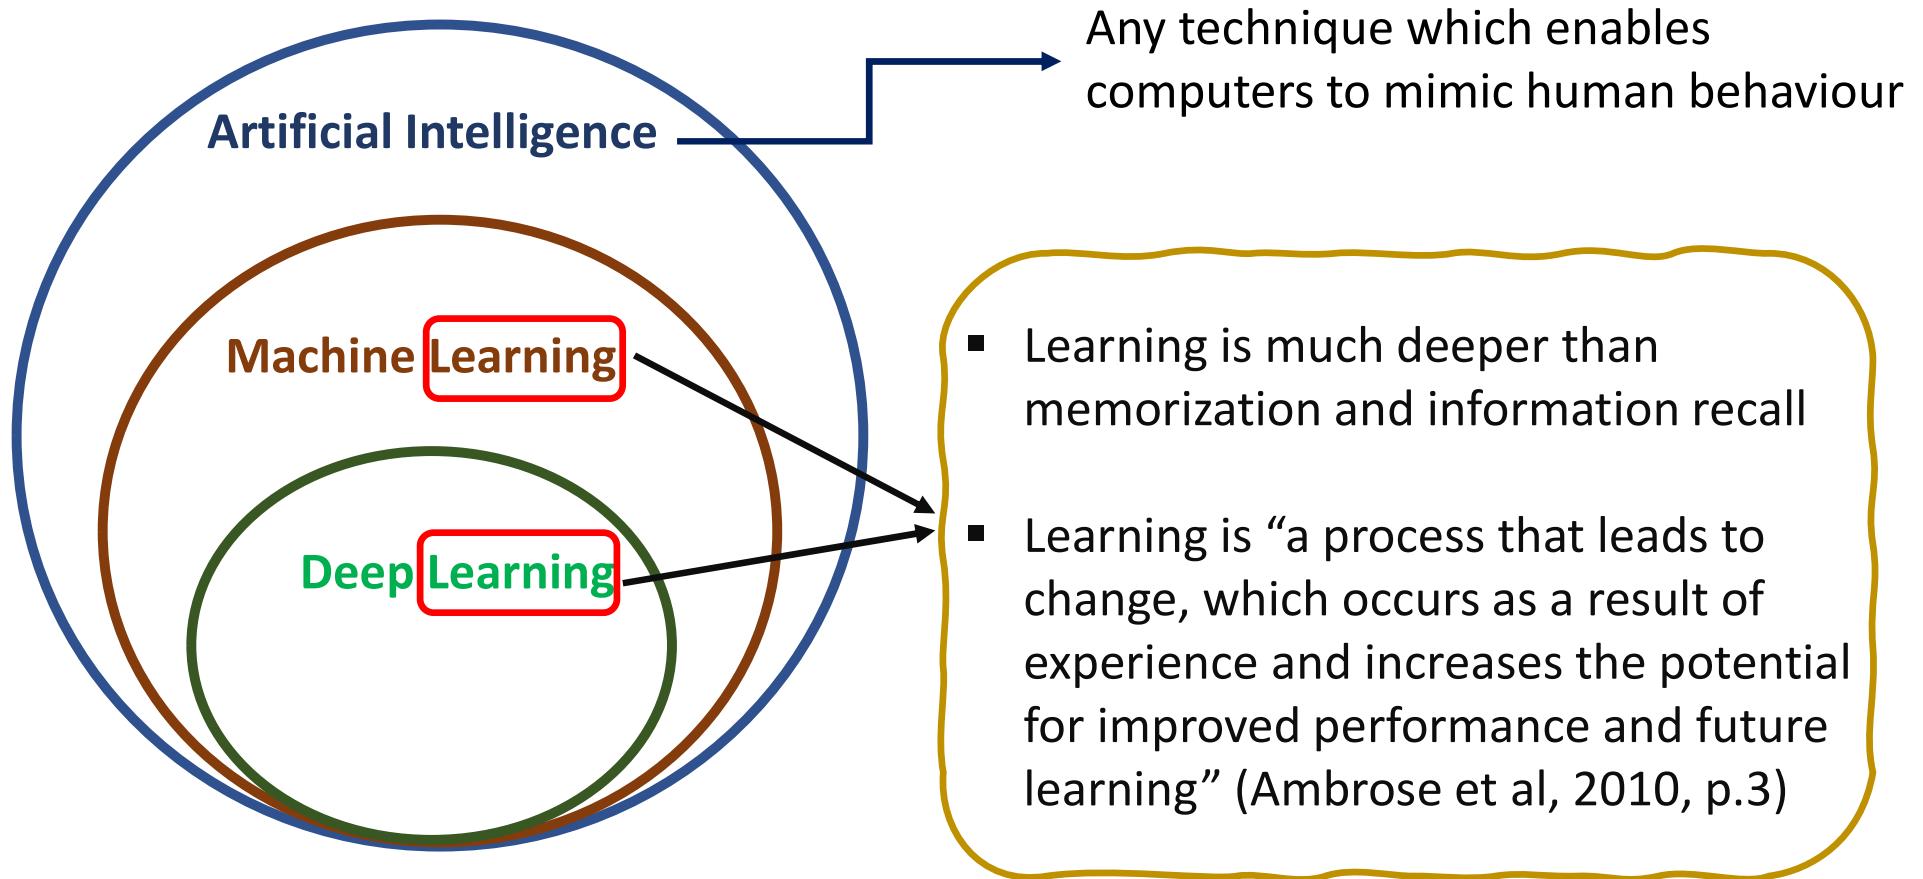 Any technique which enables
computers to mimic human behaviour
Artificial Intelligence
Machine Learning
Deep Learning
▪ Learning is much deeper than
memorization and information recall
▪ Learning is “a process that leads to
change, which occurs as a result of
experience and increases the potential
for improved performance and future
learning” (Ambrose et al, 2010, p.3)